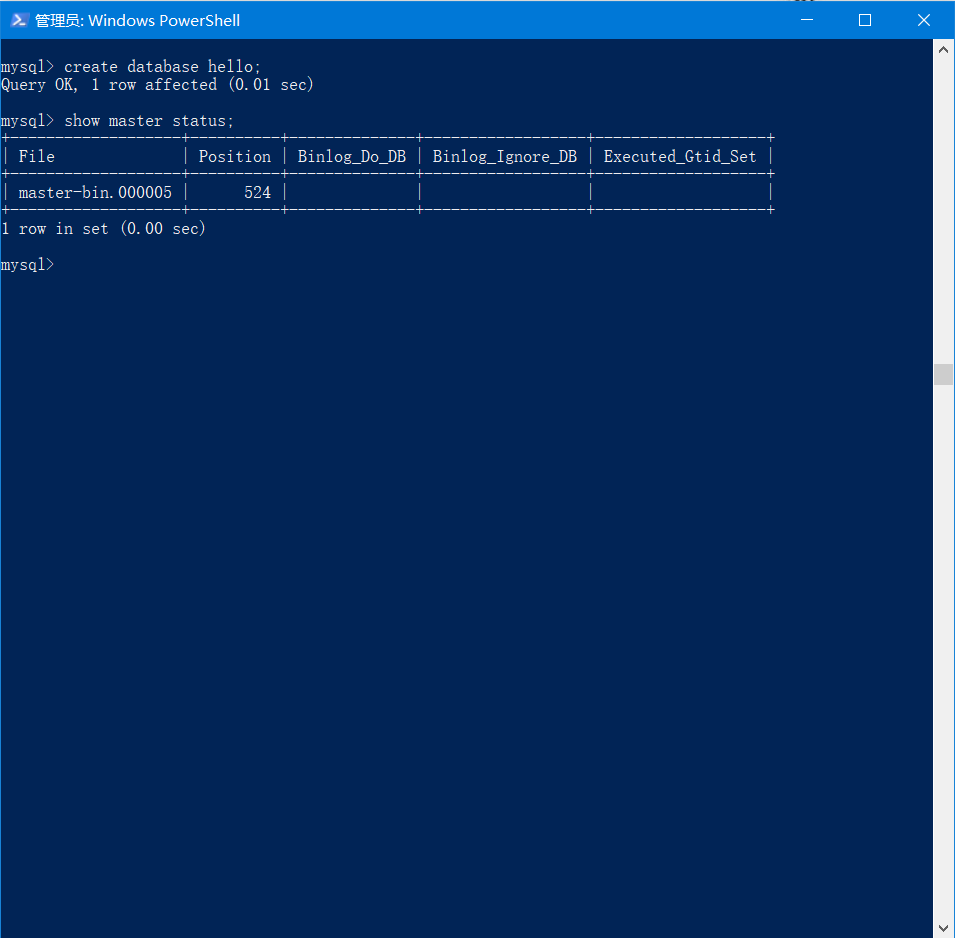 管理员: Windows PowerShell
mysql> create database hello;
Query OK, 1 row affected (0.01 sec)
mysql> show master status;
+-------------------+----------+--------------+------------------+-------------------+
| File | Position | Binlog_Do_DB | Binlog_Ignore_DB | Executed_Gtid_Set |
+-------------------+----------+--------------+------------------+-------------------+
| master-bin.000005 | 524 | | | |
+-------------------+----------+--------------+------------------+-------------------+
1 row in set (0.00 sec)
mysql>